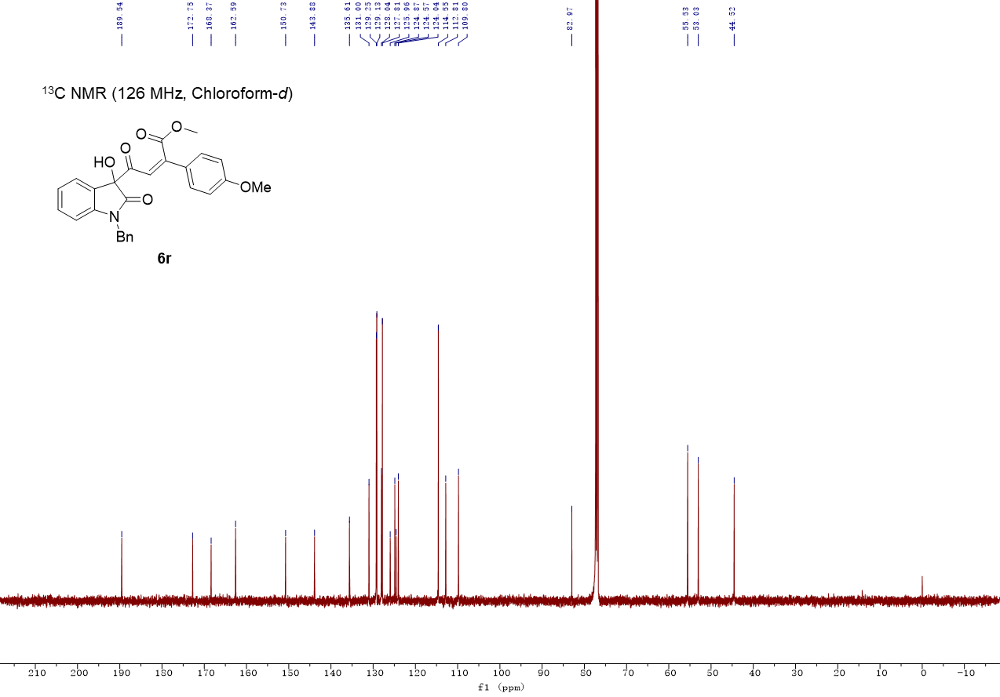 189.54
172.75
168.37
162.59
150.73
143.88
135.61
131.00
129.25
129.13
128.04
127.81
125.96
124.87
124.57
124.04
114.55
112.81
109.80
82.97
55.53
53.03
44.52
13C NMR (126 MHz, Chloroform-d)
O
O
O
HO
O
OMe
N
Bn
6r
210 200 190 180 170 160 150 140 130 120 110 100 90 80 70 60 50 40 30 20 10 0 -10
f1 (ppm)